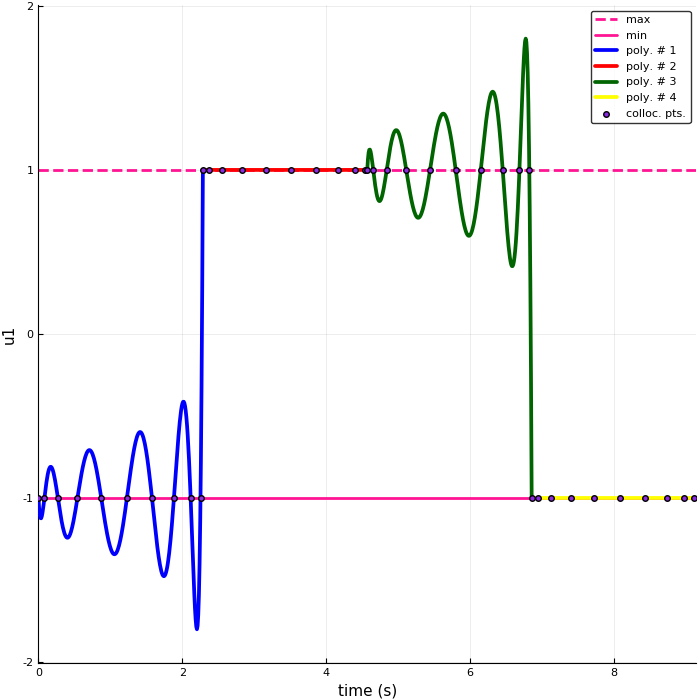 2
max
min
poly. # 1
poly. # 2
poly. # 3
poly. # 4
colloc. pts.
1
u1
0
-1
-2
0 2 4 6 8
time (s)